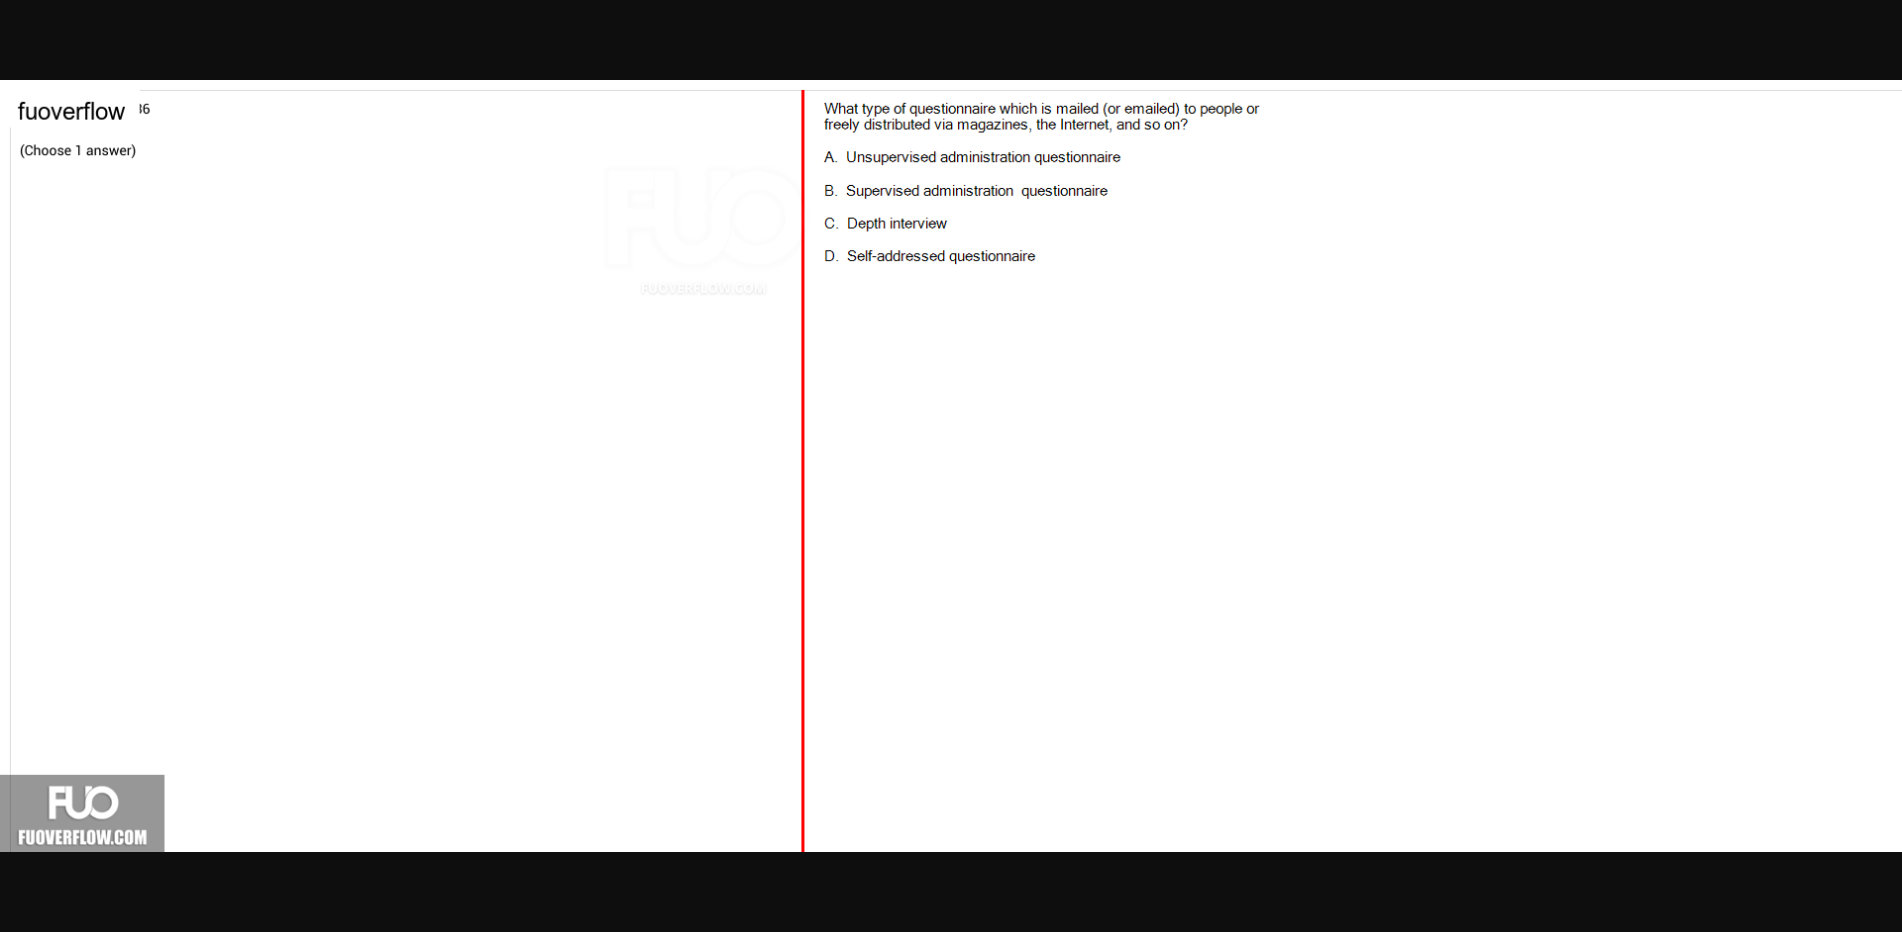 fuoverflow 36
(Choose 1 answer)
What type of questionnaire which is mailed (or emailed) to people or
freely distributed via magazines, the Internet, and so on?
A. Unsupervised administration questionnaire
B. Supervised administration questionnaire
C. Depth interview
D. Self-addressed questionnaire
FUO
FUOVERFLOW.COM
FUO
FUOVERFLOW.COM